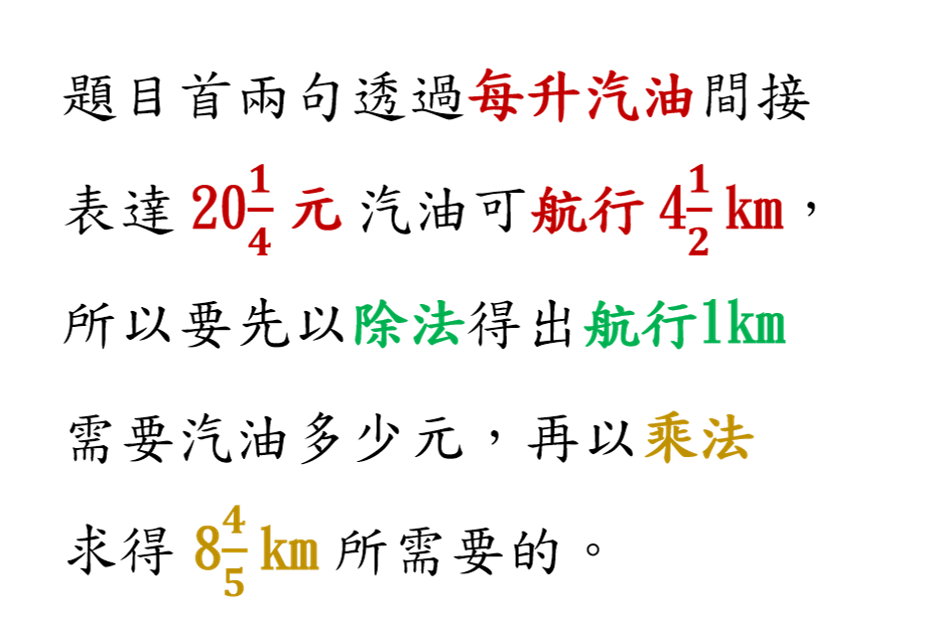 題目首兩句透過每升汽油間接
表達 20 1/4 元 汽油可航行 4 1/2 km，
所以要先以除法得出航行1km
需要汽油多少元，再以乘法
求得 8 4/5 km 所需要的。